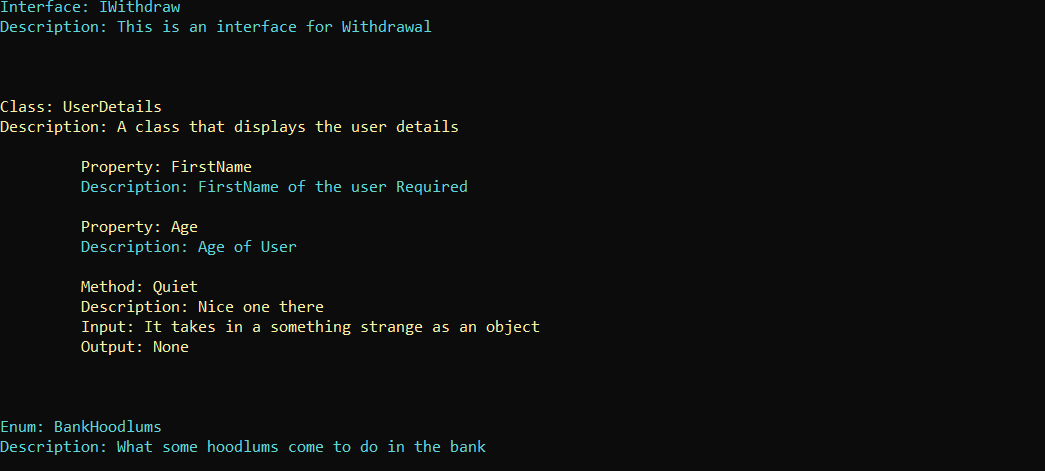 Interface: IWithdraw
Description: This is an interface for Withdrawal
Class: UserDetails
Description: A class that displays the user details
Property: FirstName
Description: FirstName of the user Required
Property: Age
Description: Age of User
Method: Quiet
Description: Nice one there
Input: It takes in a something strange as an object
Output: None
Enum: BankHoodlums
Description: What some hoodlums come to do in the bank